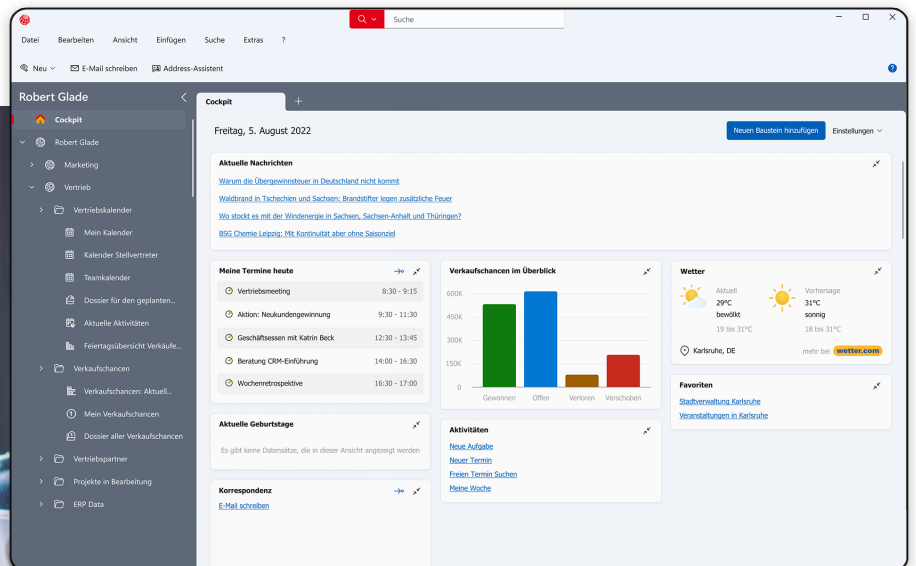 Suche
Datei Bearbeiten Ansicht Einfügen Suche Extras ?
Neu E-Mail schreiben Address-Assistent
Robert Glade
Cockpit
Robert Glade
Marketing
Vertrieb
Vertriebskalender
Mein Kalender
Kalender Stellvertreter
Teamkalender
Dossier für den geplanten...
Aktuelle Aktivitäten
Feiertagsübersicht Verkäufe...
Verkaufschancen
Verkaufschancen: Aktuell...
Mein Verkaufschancen
Dossier aller Verkaufschancen
Vertriebspartner
Projekte in Bearbeitung
ERP Data
Cockpit
Freitag, 5. August 2022
Neuen Baustein hinzufügen Einstellungen
Aktuelle Nachrichten
Warum die Übergewinnsteuer in Deutschland nicht kommt
Waldbrand in Tschechien und Sachsen: Brandstifter legen zusätzliche Feuer
Wo stockt es mit der Windenergie in Sachsen, Sachsen-Anhalt und Thüringen?
BSG Chemie Leipzig: Mit Kontinuität aber ohne Saisonziel
Meine Termine heute
Vertriebsmeeting 8:30 - 9:15
Aktion: Neukundengewinnung 9:30 - 11:30
Geschäftsessen mit Katrin Beck 12:30 - 13:45
Beratung CRM-Einführung 14:00 - 16:30
Wochenretrospektive 16:30 - 17:00
Aktuelle Geburtstage
Es gibt keine Datensätze, die in dieser Ansicht angezeigt werden
Korrespondenz
E-Mail schreiben
Verkaufschancen im Überblick
600K
450K
300K
150K
0
Gewonnen Offen Verloren Verschoben
Aktivitäten
Neue Aufgabe
Neuer Termin
Freien Termin Suchen
Meine Woche
Wetter
Aktuell Vorhersage
29°C 31°C
bewölkt sonnig
19 bis 31°C 18 bis 31°C
Karlsruhe, DE mehr bei wetter.com
Favoriten
Stadtverwaltung Karlsruhe
Veranstaltungen in Karlsruhe